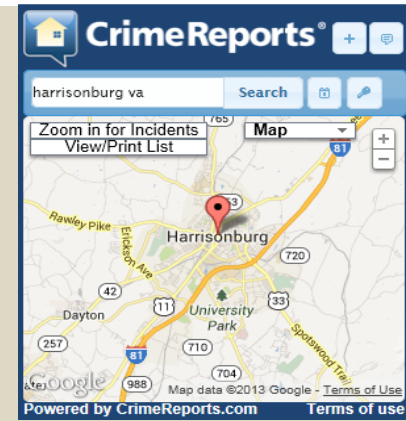 CrimeReports®
harrisonburg va Search
765
Zoom in for Incidents Map
View/Print List
81
Rawley Pike
Erickson Ave
Harrisonburg
720
42
Dayton
11
33
University
Park
257
710
Spotswood Trail
81
704
988
Google
Map data ©2013 Google - Terms of Use
Powered by CrimeReports.com Terms of use